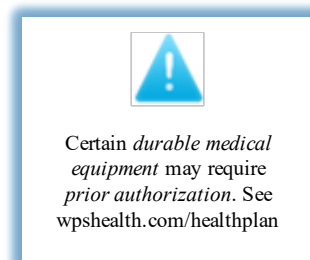 Certain durable medical
equipment may require
prior authorization. See
wpshealth.com/healthplan